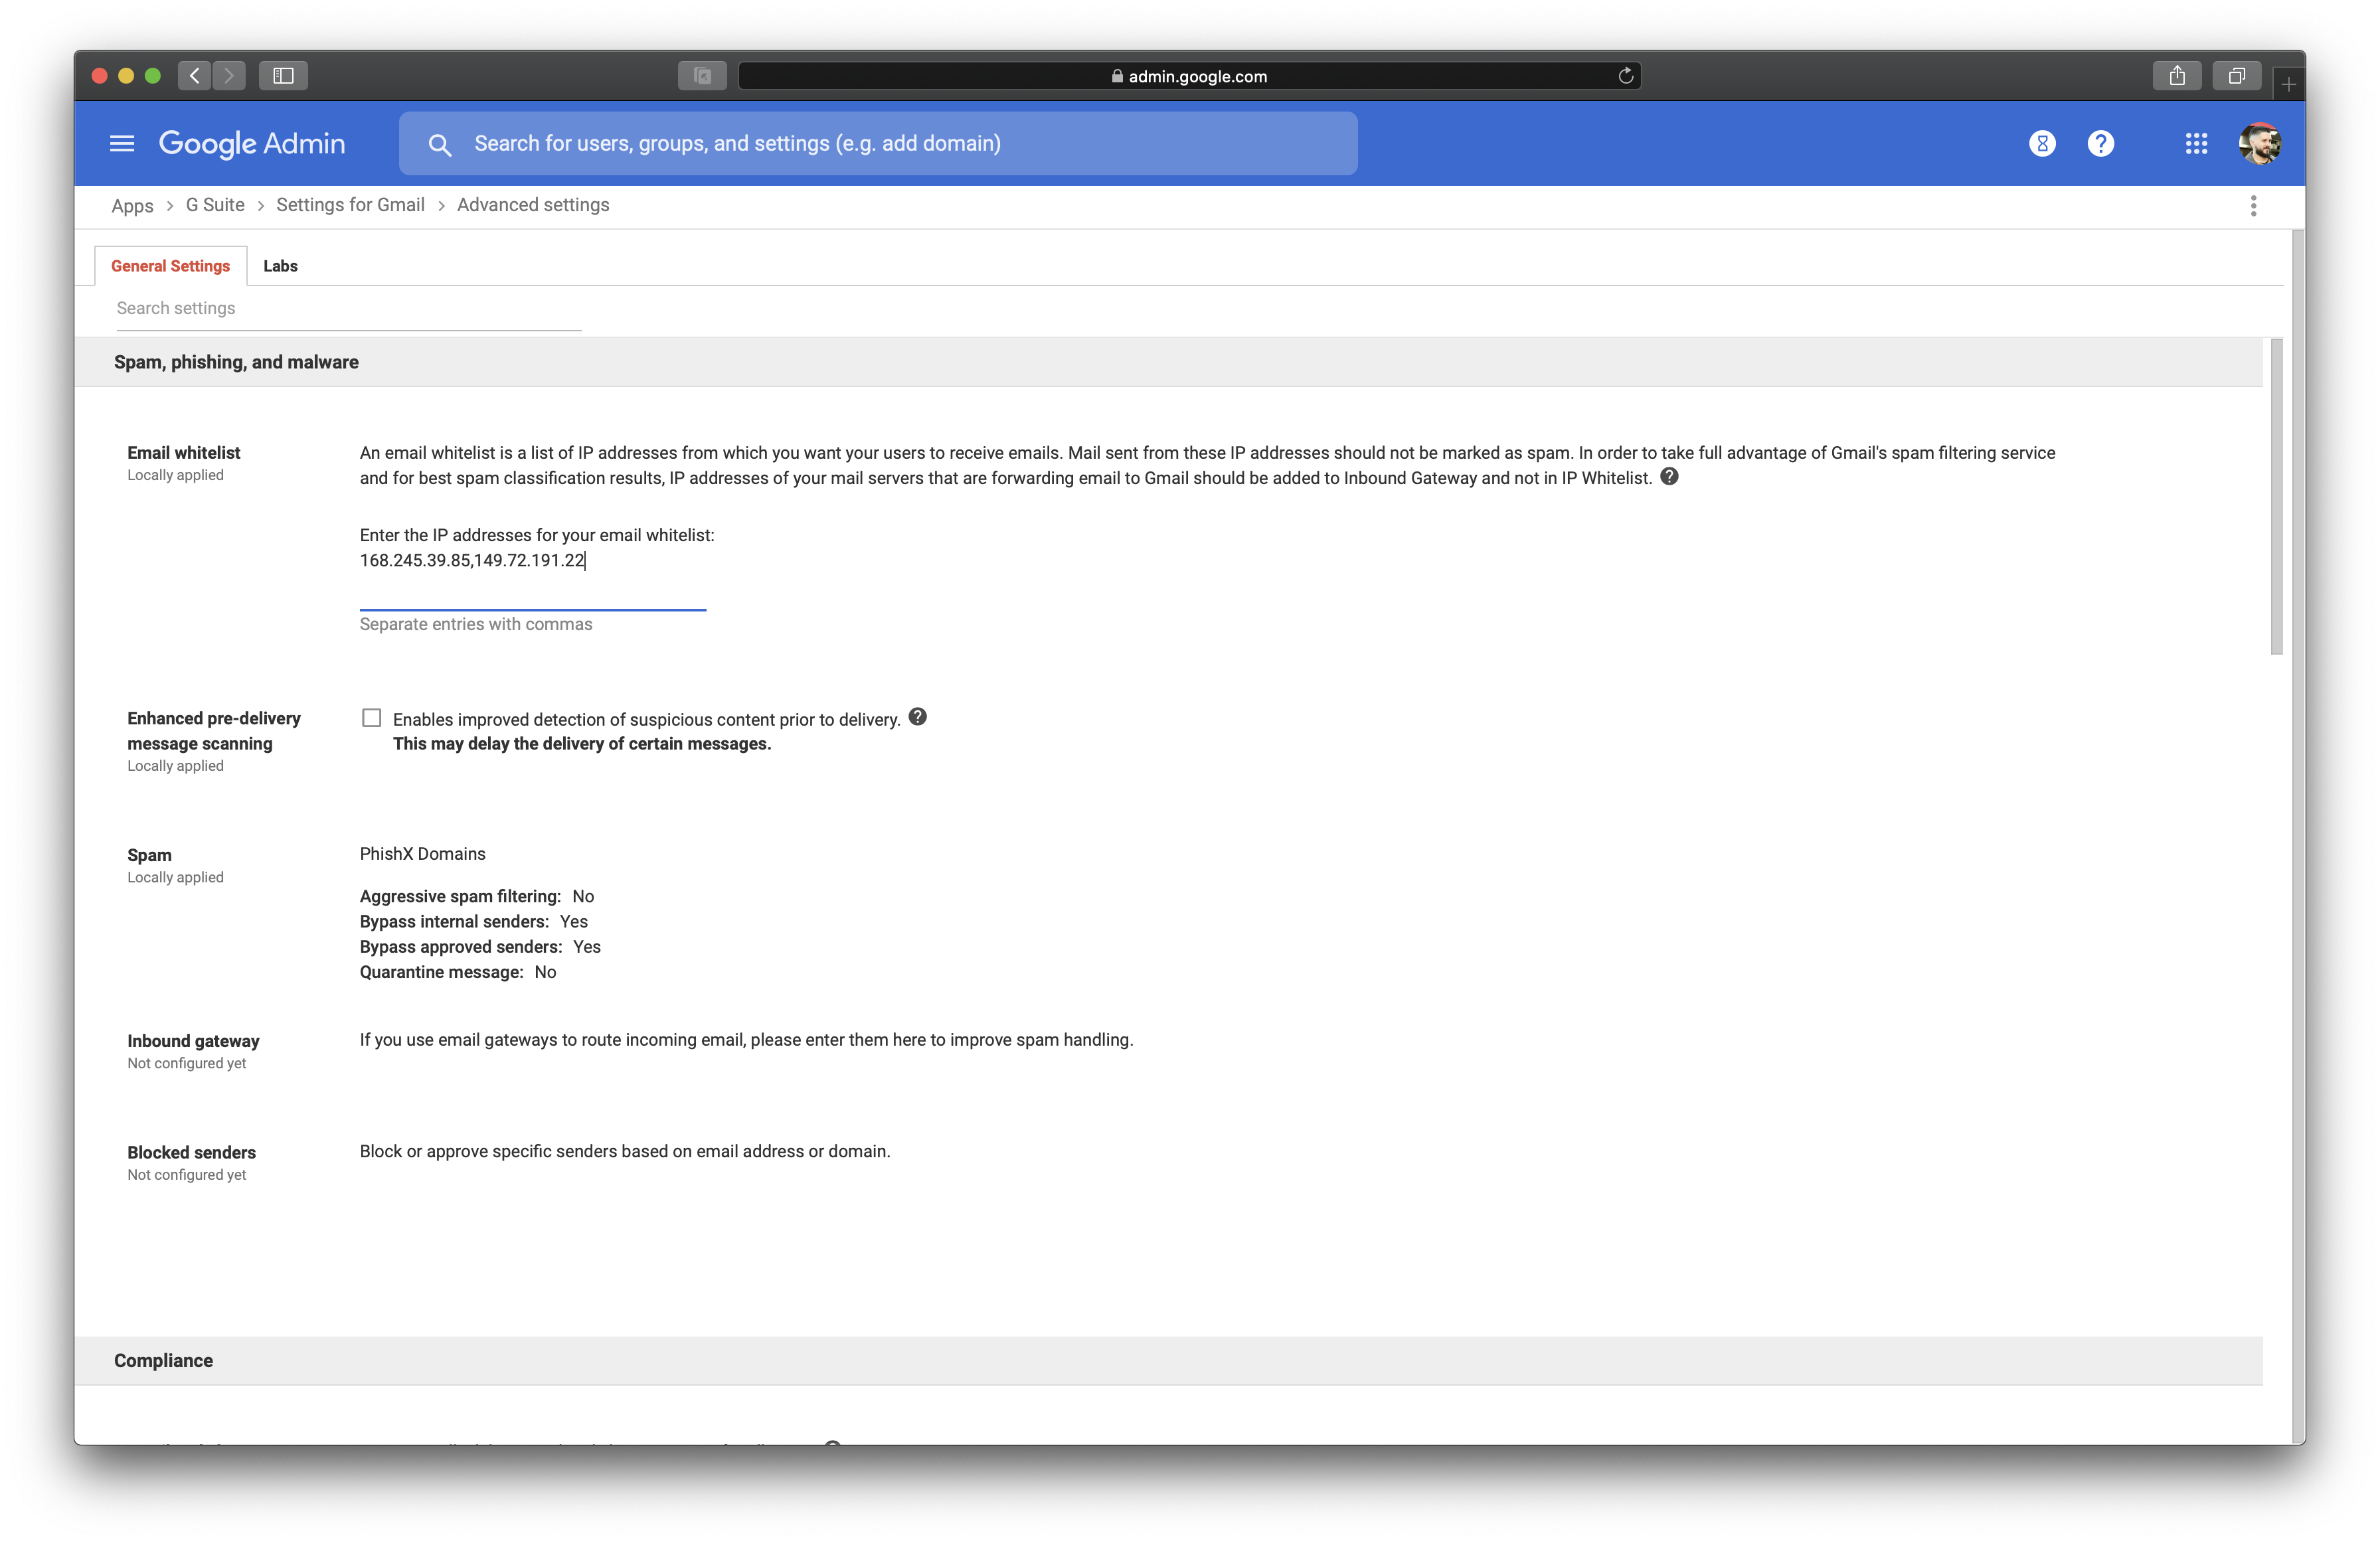 admin.google.com
Google Admin
Search for users, groups, and settings (e.g. add domain)
Apps > G Suite > Settings for Gmail > Advanced settings
General Settings
Labs
Search settings
Spam, phishing, and malware
Email whitelist
Locally applied
An email whitelist is a list of IP addresses from which you want your users to receive emails. Mail sent from these IP addresses should not be marked as spam. In order to take full advantage of Gmail's spam filtering service
and for best spam classification results, IP addresses of your mail servers that are forwarding email to Gmail should be added to Inbound Gateway and not in IP Whitelist.
Enter the IP addresses for your email whitelist:
168.245.39.85,149.72.191.22
Separate entries with commas
Enhanced pre-delivery
message scanning
Locally applied
Enables improved detection of suspicious content prior to delivery.
This may delay the delivery of certain messages.
Spam
Locally applied
PhishX Domains
Aggressive spam filtering: No
Bypass internal senders: Yes
Bypass approved senders: Yes
Quarantine message: No
Inbound gateway
Not configured yet
If you use email gateways to route incoming email, please enter them here to improve spam handling.
Blocked senders
Not configured yet
Block or approve specific senders based on email address or domain.
Compliance